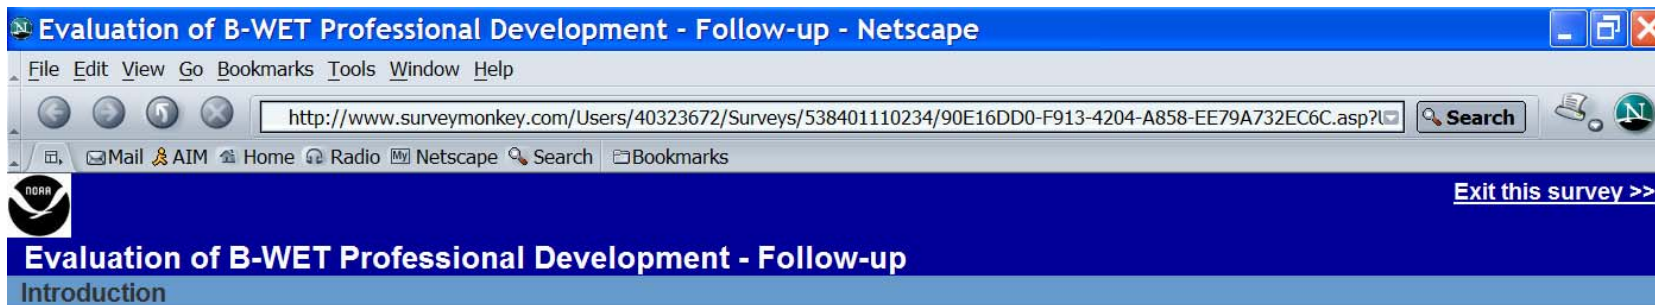 Evaluation of B-WET Professional Development - Follow-up - Netscape
File Edit View Go Bookmarks Tools Window Help
http://www.surveymonkey.com/Users/40323672/Surveys/538401110234/90E16DD0-F913-4204-A858-EE79A732EC6C.asp?U Search N
Mail AIM Home Radio My Netscape Search Bookmarks
NOAA
Exit this survey >>
Evaluation of B-WET Professional Development - Follow-up
Introduction